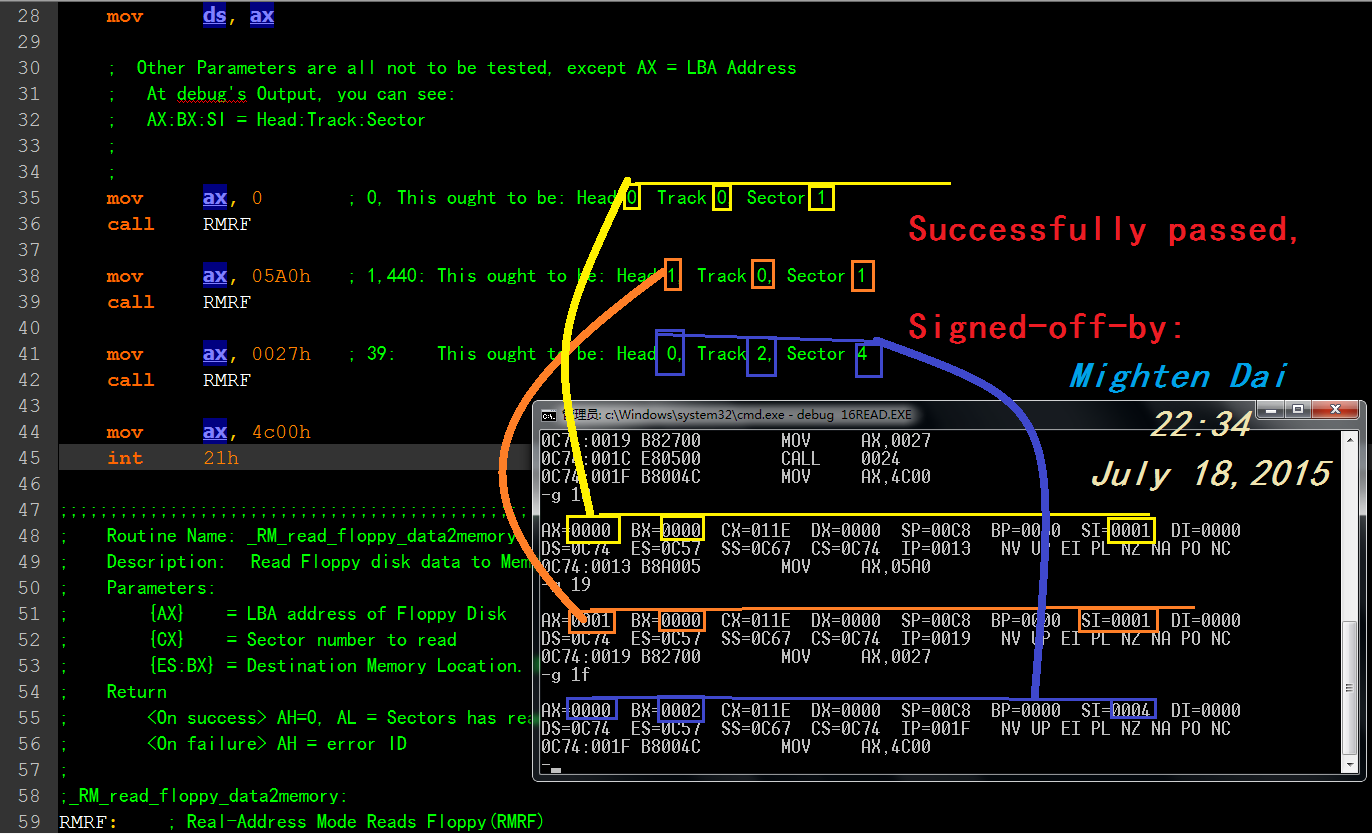 28 mov ds, ax
29
30 ; Other Parameters are all not to be tested, except AX = LBA Address
31 ; At debug's Output, you can see:
32 ; AX:BX:SI = Head:Track:Sector
33 ;
34 ;
35 mov ax, 0 ; 0, This ought to be: Head 0 Track 0, Sector 1
36 call RMRF
37
38 mov ax, 05A0h ; 1,440: This ought to be: Head 1, Track 0, Sector 1
39 call RMRF
40
41 mov ax, 0027h ; 39: This ought to be: Head 0, Track 2, Sector 4
42 call RMRF
43
44 mov ax, 4c00h
45 int 21h
46
47 ;;;;;;;;;;;;;;;;;;;;;;;;;;;;;;;;;;;;;;;;;;;;;;;
48 ; Routine Name: _RM_read_floppy_data2memory
49 ; Description: Read Floppy disk data to Mem
50 ; Parameters:
51 ; {AX} = LBA address of Floppy Disk
52 ; {CX} = Sector number to read
53 ; {ES:BX} = Destination Memory Location.
54 ; Return
55 ; <On success> AH=0, AL = Sectors has rea
56 ; <On failure> AH = error ID
57 ;
58 ;_RM_read_floppy_data2memory:
59 RMRF: ; Real-Address Mode Reads Floppy(RMRF)
Successfully passed,
Signed-off-by:
Mighten Dai
22:34
July 18,2015
管理员: c:\Windows\system32\cmd.exe - debug 16READ.EXE
0C74:0019 B82700 MOV AX,0027
0C74:001C E80500 CALL 0024
0C74:001F B8004C MOV AX,4C00
-g 1
AX=0000 BX=0000 CX=011E DX=0000 SP=00C8 BP=0000 SI=0001 DI=0000
DS=0C74 ES=0C57 SS=0C67 CS=0C74 IP=0013 NV UP EI PL NZ NA PO NC
0C74:0013 B8A005 MOV AX,05A0
-g 19
AX=0001 BX=0000 CX=011E DX=0000 SP=00C8 BP=0000 SI=0001 DI=0000
DS=0C74 ES=0C57 SS=0C67 CS=0C74 IP=0019 NV UP EI PL NZ NA PO NC
0C74:0019 B82700 MOV AX,0027
-g 1f
AX=0000 BX=0002 CX=011E DX=0000 SP=00C8 BP=0000 SI=0004 DI=0000
DS=0C74 ES=0C57 SS=0C67 CS=0C74 IP=001F NV UP EI PL NZ NA PO NC
0C74:001F B8004C MOV AX,4C00
-